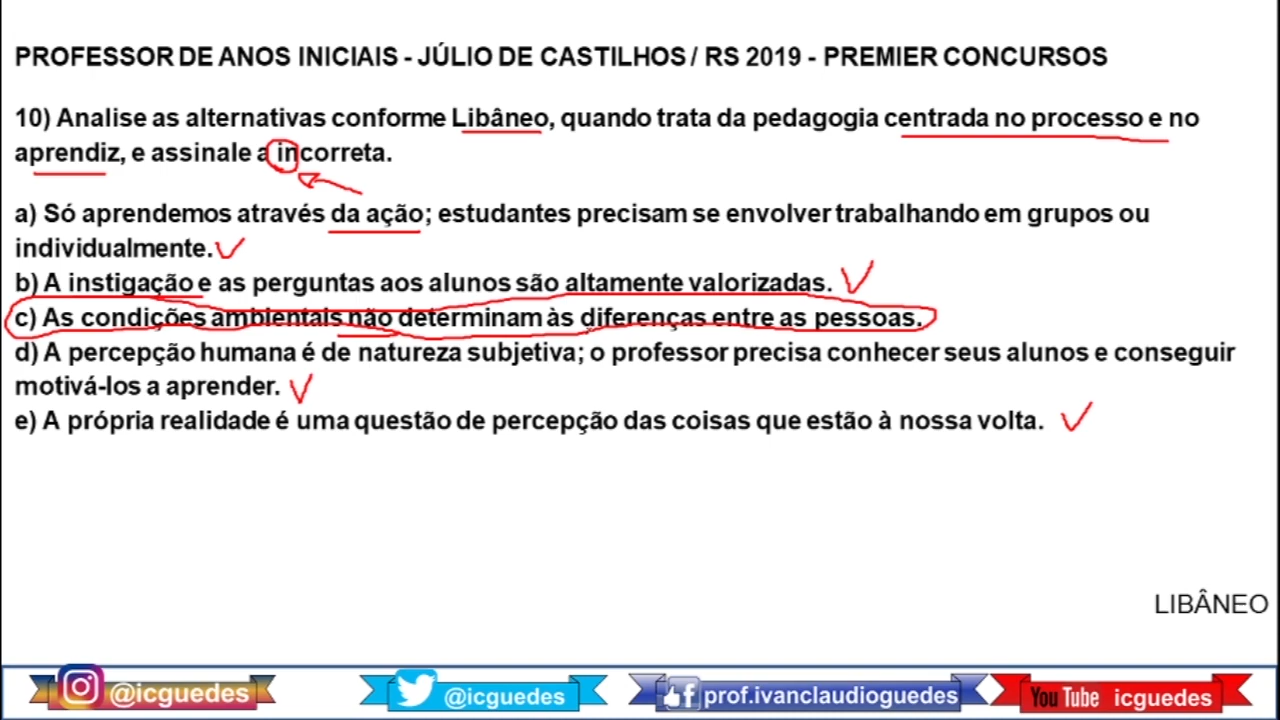 PROFESSOR DE ANOS INICIAIS - JÚLIO DE CASTILHOS / RS 2019 - PREMIER CONCURSOS
10) Analise as alternativas conforme Libâneo, quando trata da pedagogia centrada no processo e no
aprendiz, e assinale a incorreta.
a) Só aprendemos através da ação; estudantes precisam se envolver trabalhando em grupos ou
individualmente.
b) A instigação e as perguntas aos alunos são altamente valorizadas.
c) As condições ambientais não determinam às diferenças entre as pessoas.
d) A percepção humana é de natureza subjetiva; o professor precisa conhecer seus alunos e conseguir
motivá-los a aprender.
e) A própria realidade é uma questão de percepção das coisas que estão à nossa volta.
LIBÂNEO
@icguedes @icguedes prof.ivanclaudioguedes You Tube icguedes